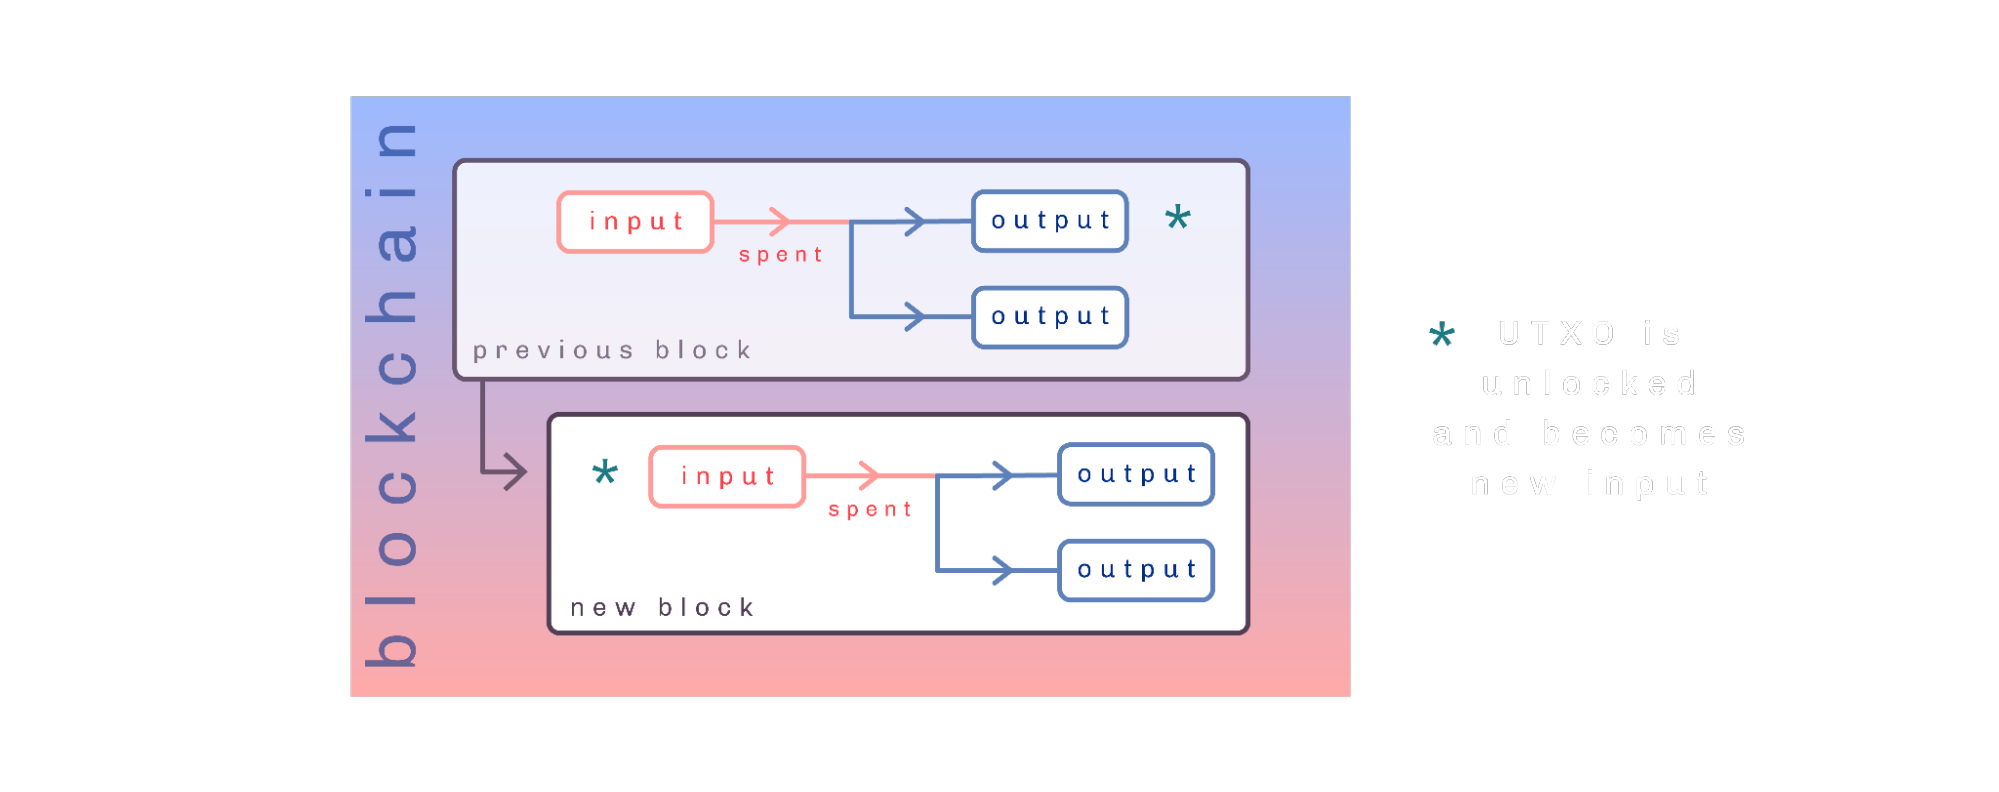 blockchain
input
spent
output
*
output
previous block
*
input
spent
output
output
new block
* UTXO is
unlocked
and becomes
new input